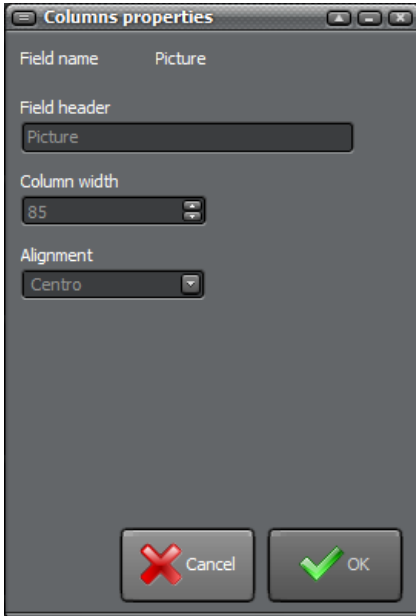 Columns properties
Field name Picture
Field header
Picture
Column width
85
Alignment
Centro
Cancel OK